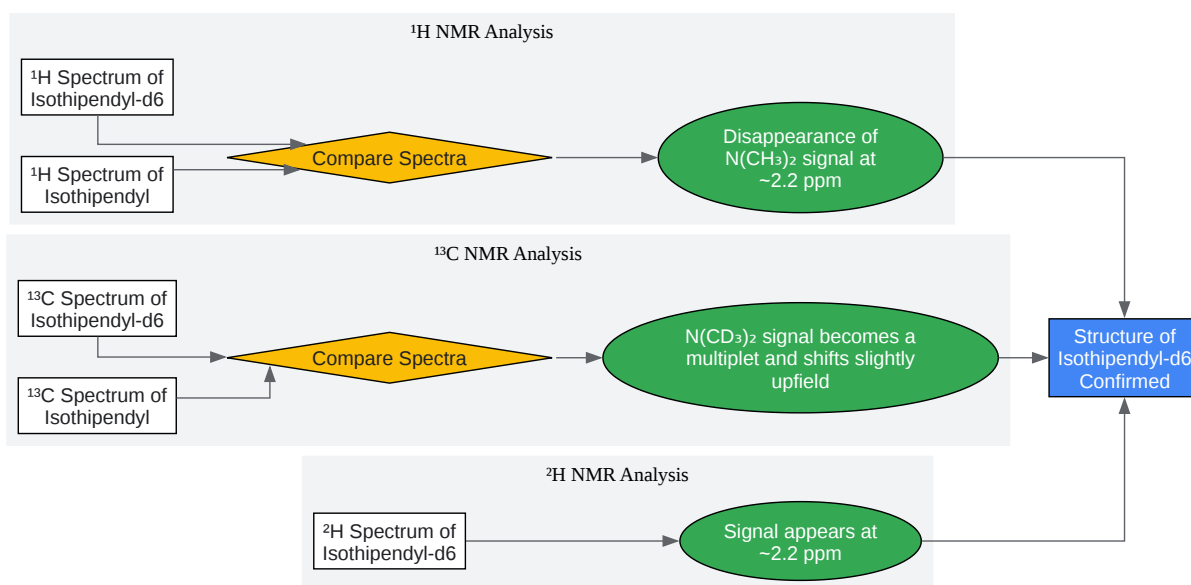 ¹H NMR Analysis
¹H Spectrum of
Isothipendyl-d6
¹H Spectrum of
Isothipendyl
Compare Spectra
Disappearance of
N(CH₃)₂ signal at
~2.2 ppm
¹³C NMR Analysis
¹³C Spectrum of
Isothipendyl-d6
¹³C Spectrum of
Isothipendyl
Compare Spectra
N(CD₃)₂ signal becomes a
multiplet and shifts slightly
upfield
²H NMR Analysis
²H Spectrum of
Isothipendyl-d6
Signal appears at
~2.2 ppm
Structure of
Isothipendyl-d6
Confirmed